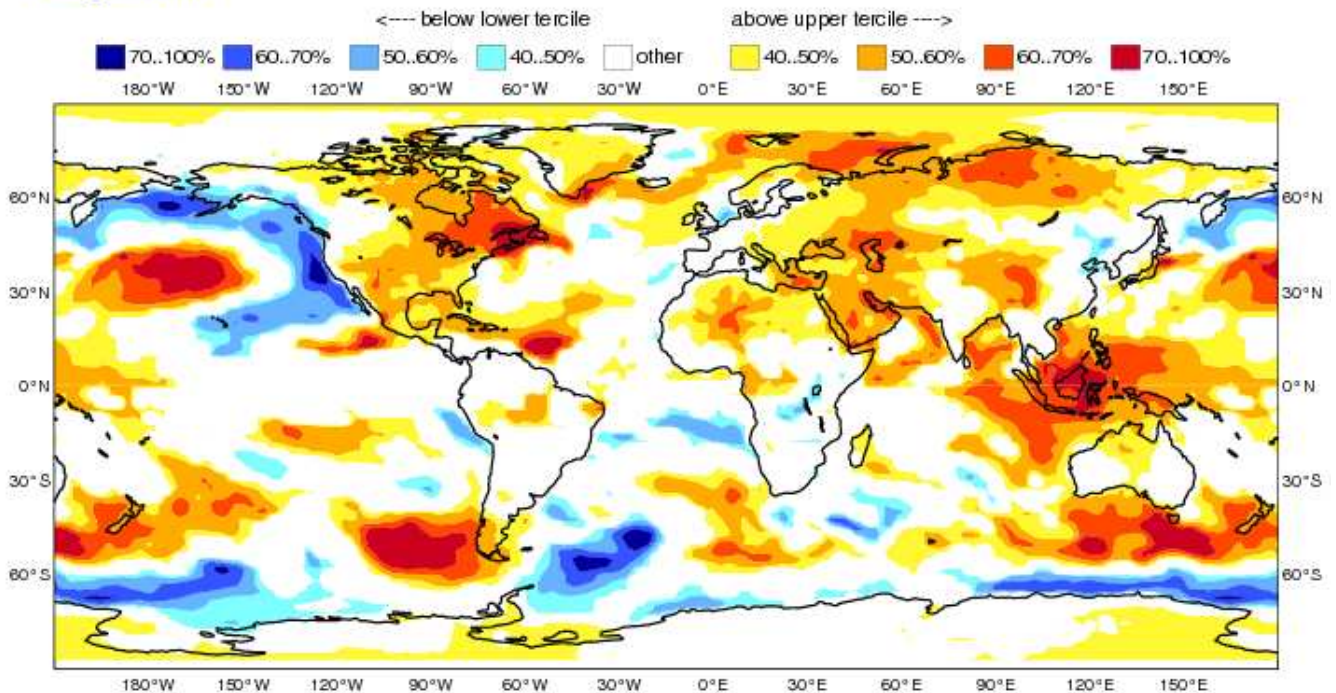 <---- below lower tercile above upper tercile ---->
70..100% 60..70% 50..60% 40..50% other 40..50% 50..60% 60..70% 70..100%
180°W 150°W 120°W 90°W 60°W 30°W 0°E 30°E 60°E 90°E 120°E 150°E
60°N 60°N
30°N 30°N
0°N 0°N
30°S 30°S
60°S 60°S
180°W 150°W 120°W 90°W 60°W 30°W 0°E 30°E 60°E 90°E 120°E 150°E